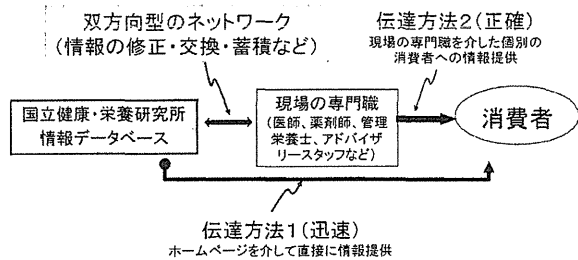 双方向型のネットワーク
(情報の修正・交換・蓄積など)
伝達方法2(正確)
現場の専門職を介した個別の
消費者への情報提供
国立健康・栄養研究所
情報データベース
現場の専門職
(医師、薬剤師、管理
栄養士、アドバイザ
リースタッフなど)
消費者
伝達方法1(迅速)
ホームページを介して直接に情報提供